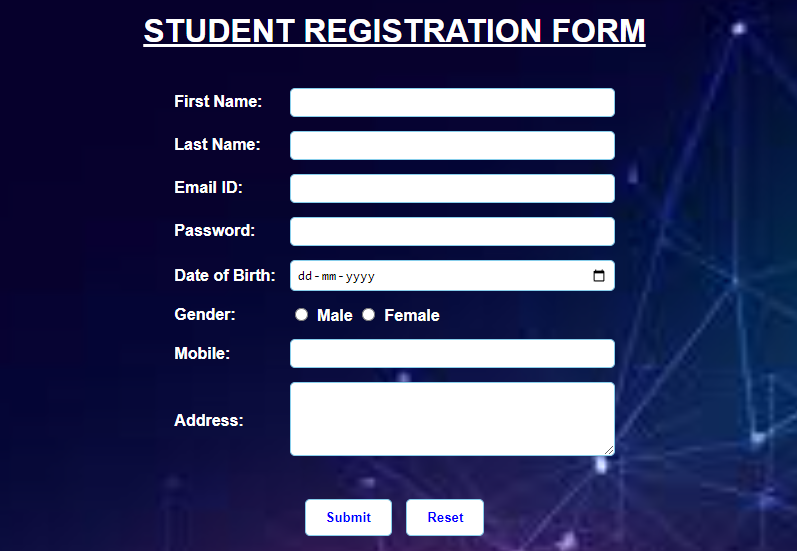 STUDENT REGISTRATION FORM
First Name:
Last Name:
Email ID:
Password:
Date of Birth: dd-mm-yyyy
Gender: Male Female
Mobile:
Address:
Submit Reset